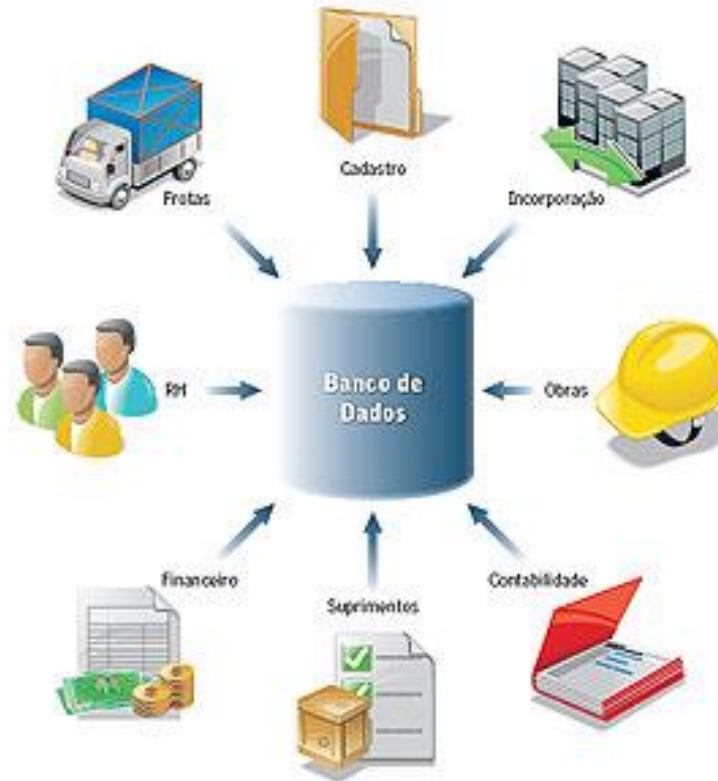 Cadastro
Frotas
Incorporação
RH
Banco de
Dados
Obras
Financeiro
Suprimentos
Contabilidade